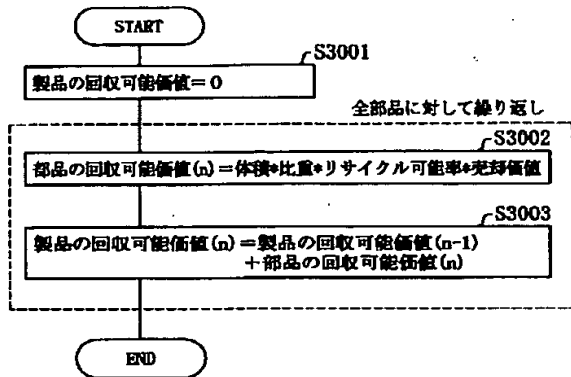 START
S3001
製品の回収可能価値=0
全部品に対して繰り返し
S3002
部品の回収可能価値(n)=体積*比重*リサイクル可能率*売却価値
S3003
製品の回収可能価値(n)=製品の回収可能価値(n-1)
+部品の回収可能価値(n)
END